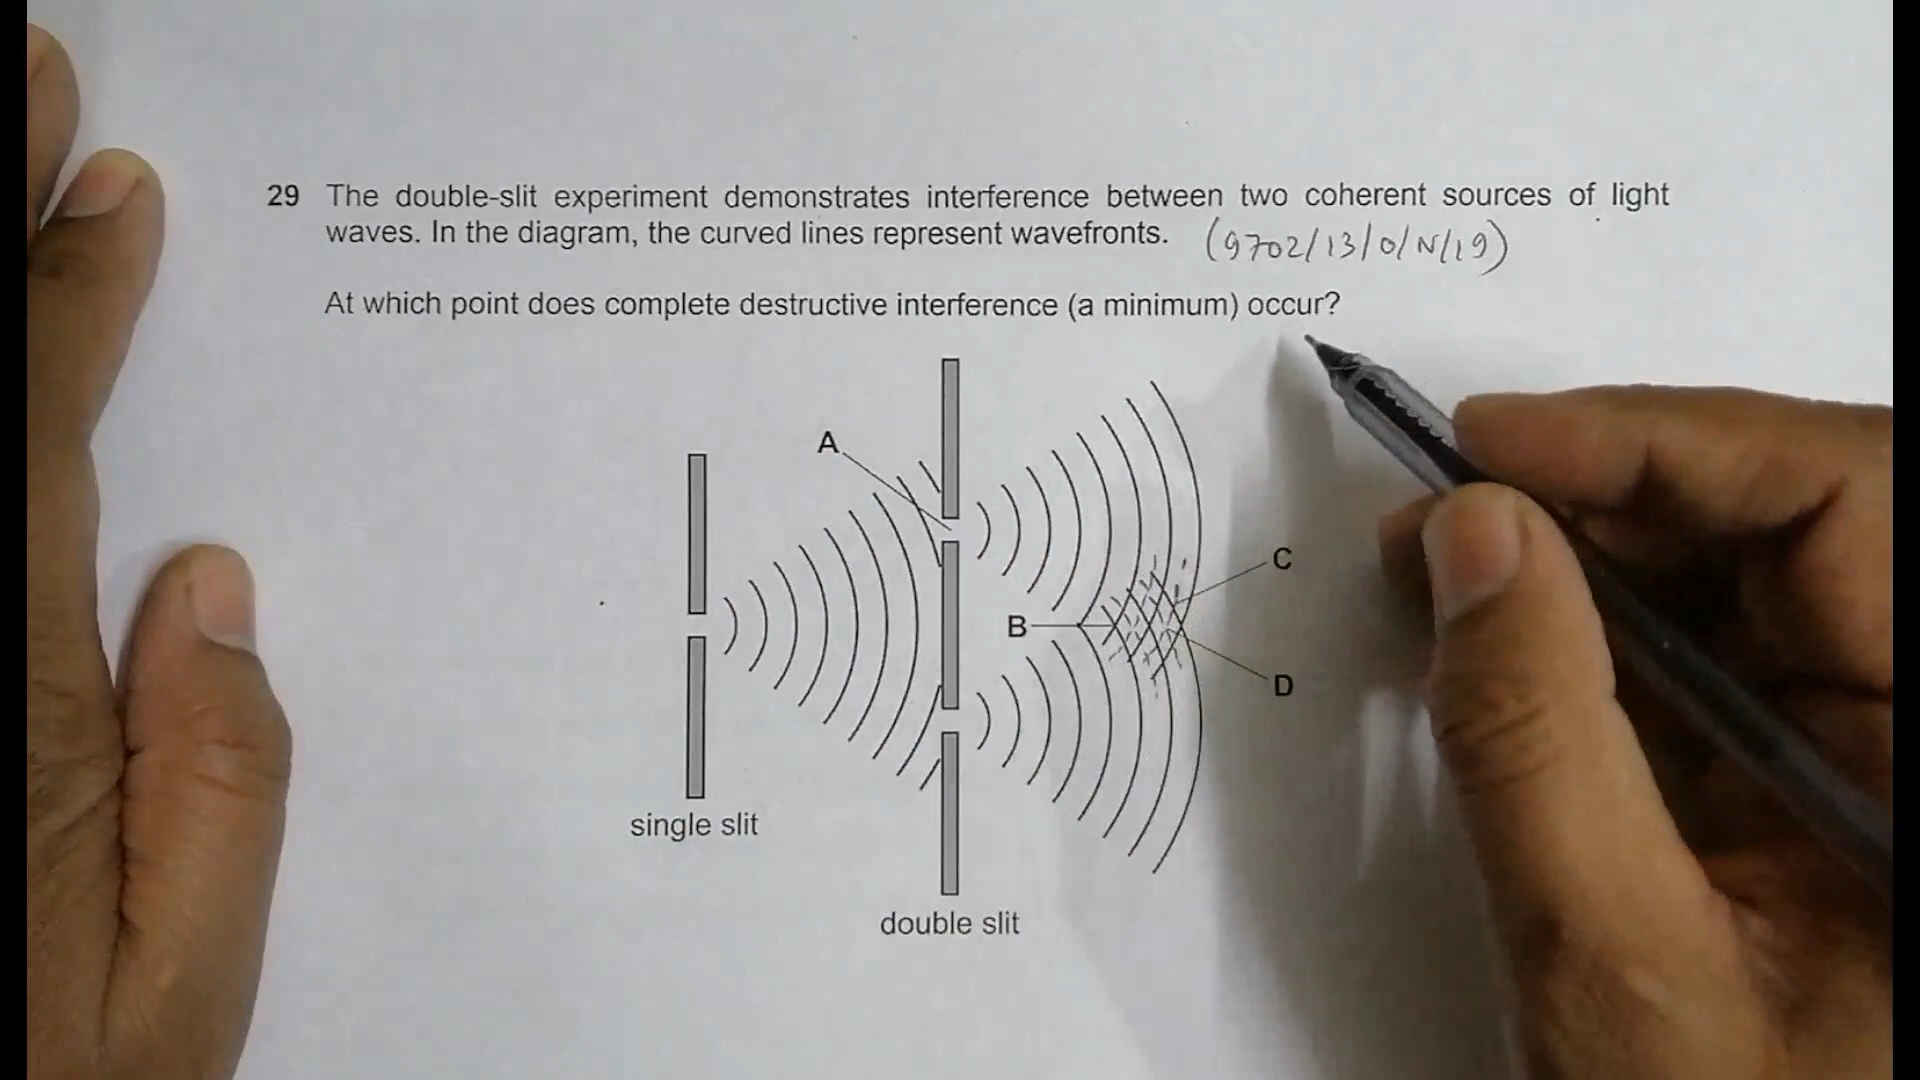 29 The double-slit experiment demonstrates interference between two coherent sources of light
waves. In the diagram, the curved lines represent wavefronts. (9702/13/O/N/19)
At which point does complete destructive interference (a minimum) occur?
A
C
B
D
single slit
double slit